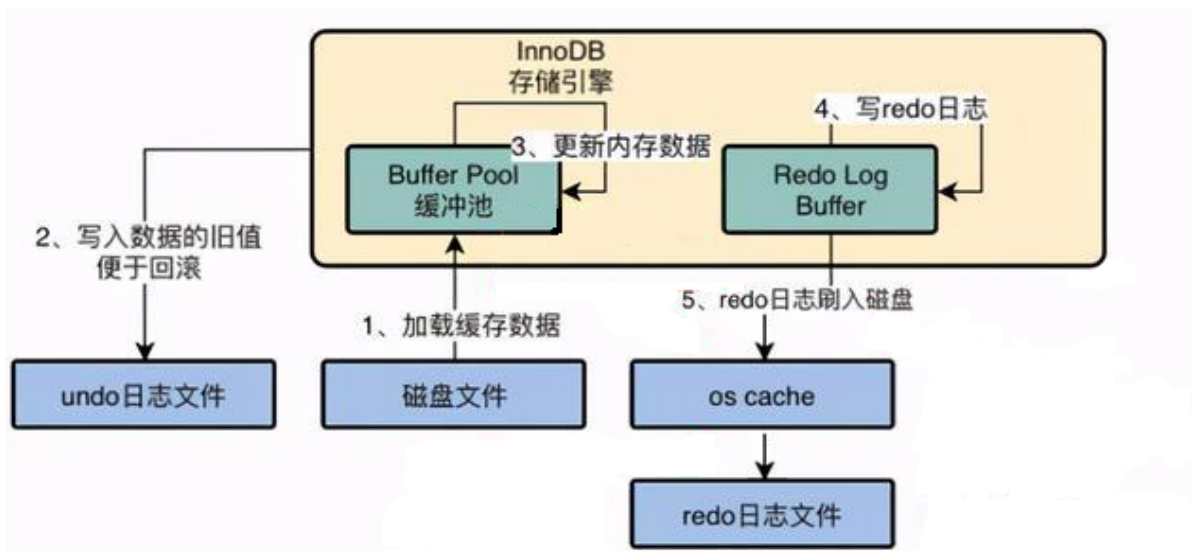 InnoDB
存储引擎
4、写redo日志
3、更新内存数据
Buffer Pool
缓冲池
Redo Log
Buffer
2、写入数据的旧值
便于回滚
5、redo日志刷入磁盘
1、加载缓存数据
undo日志文件
磁盘文件
os cache
redo日志文件